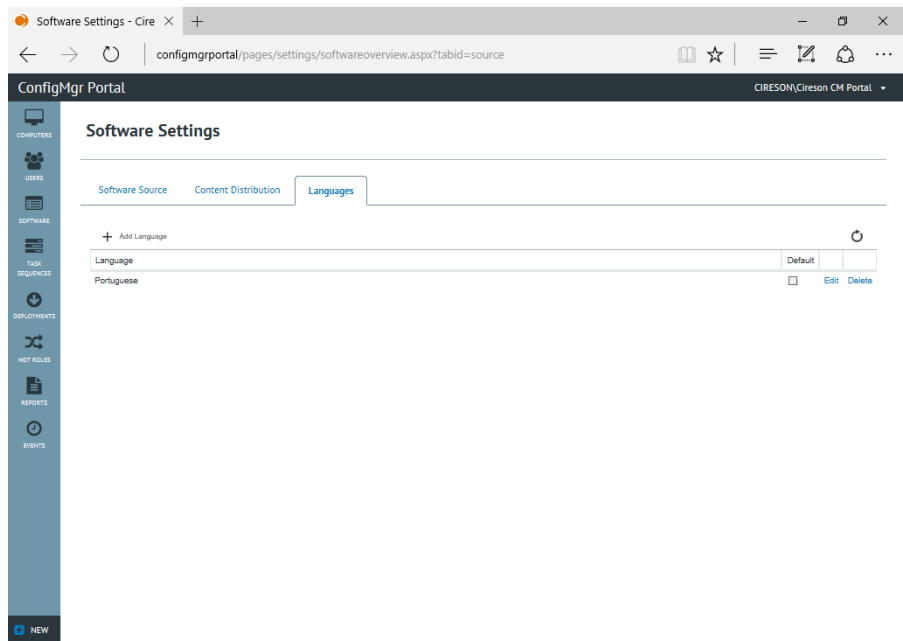 Software Settings - Cire
configmgrportal/pages/settings/softwareoverview.aspx?tabid=source
ConfigMgr Portal
CIRESON\Cireson CM Portal
COMPUTERS
USERS
SOFTWARE
TASK
SEQUENCES
DEPLOYMENTS
MDT ROLES
REPORTS
EVENTS
NEW
Software Settings
Software Source Content Distribution Languages
Add Language
Language Default
Portuguese Edit Delete